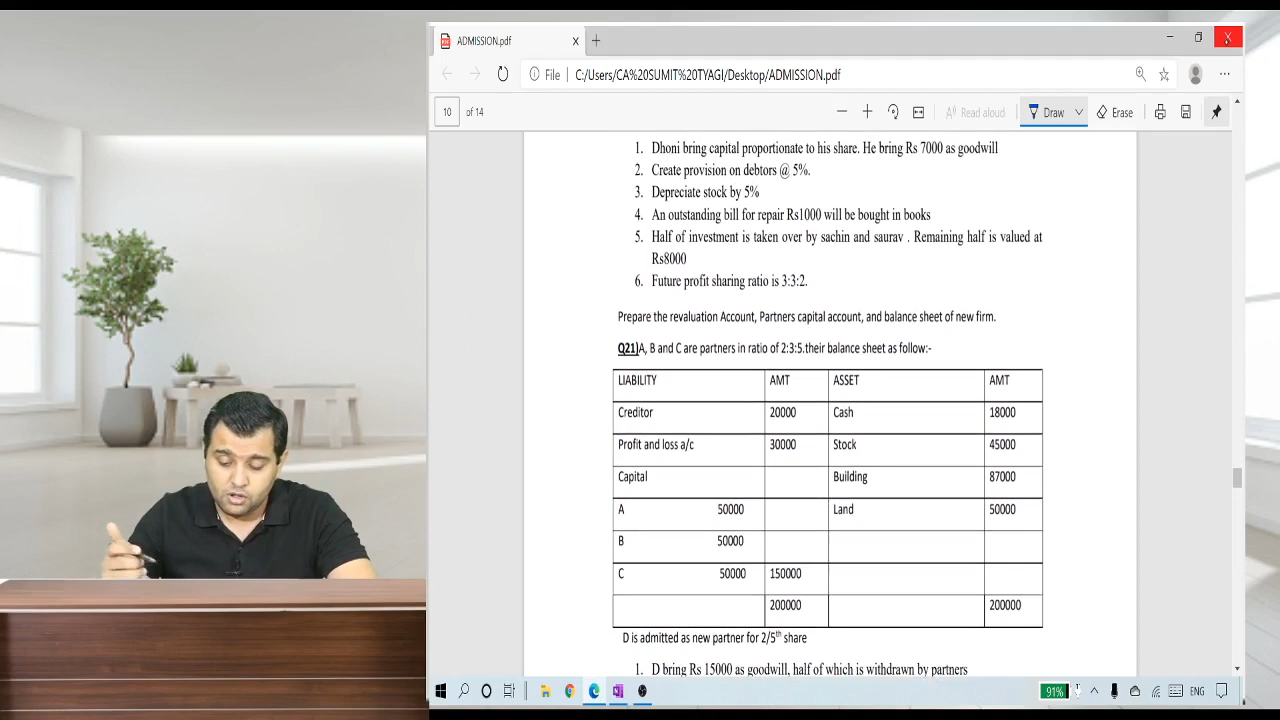 ADMISSION.pdf
File C:/Users/CA%20SUMIT%20TYAGI/Desktop/ADMISSION.pdf
10 of 14 Read aloud Draw Erase
1. Dhoni bring capital proportionate to his share. He bring Rs 7000 as goodwill
2. Create provision on debtors @ 5%.
3. Depreciate stock by 5%
4. An outstanding bill for repair Rs1000 will be bought in books
5. Half of investment is taken over by sachin and saurav . Remaining half is valued at
Rs8000
6. Future profit sharing ratio is 3:3:2.
Prepare the revaluation Account, Partners capital account, and balance sheet of new firm.
Q21)A, B and C are partners in ratio of 2:3:5.their balance sheet as follow:-
LIABILITY AMT ASSET AMT
Creditor 20000 Cash 18000
Profit and loss a/c 30000 Stock 45000
Capital Building 87000
A 50000 Land 50000
B 50000
C 50000 150000
200000 200000
D is admitted as new partner for 2/5th share
1. D bring Rs 15000 as goodwill, half of which is withdrawn by partners
91% ENG